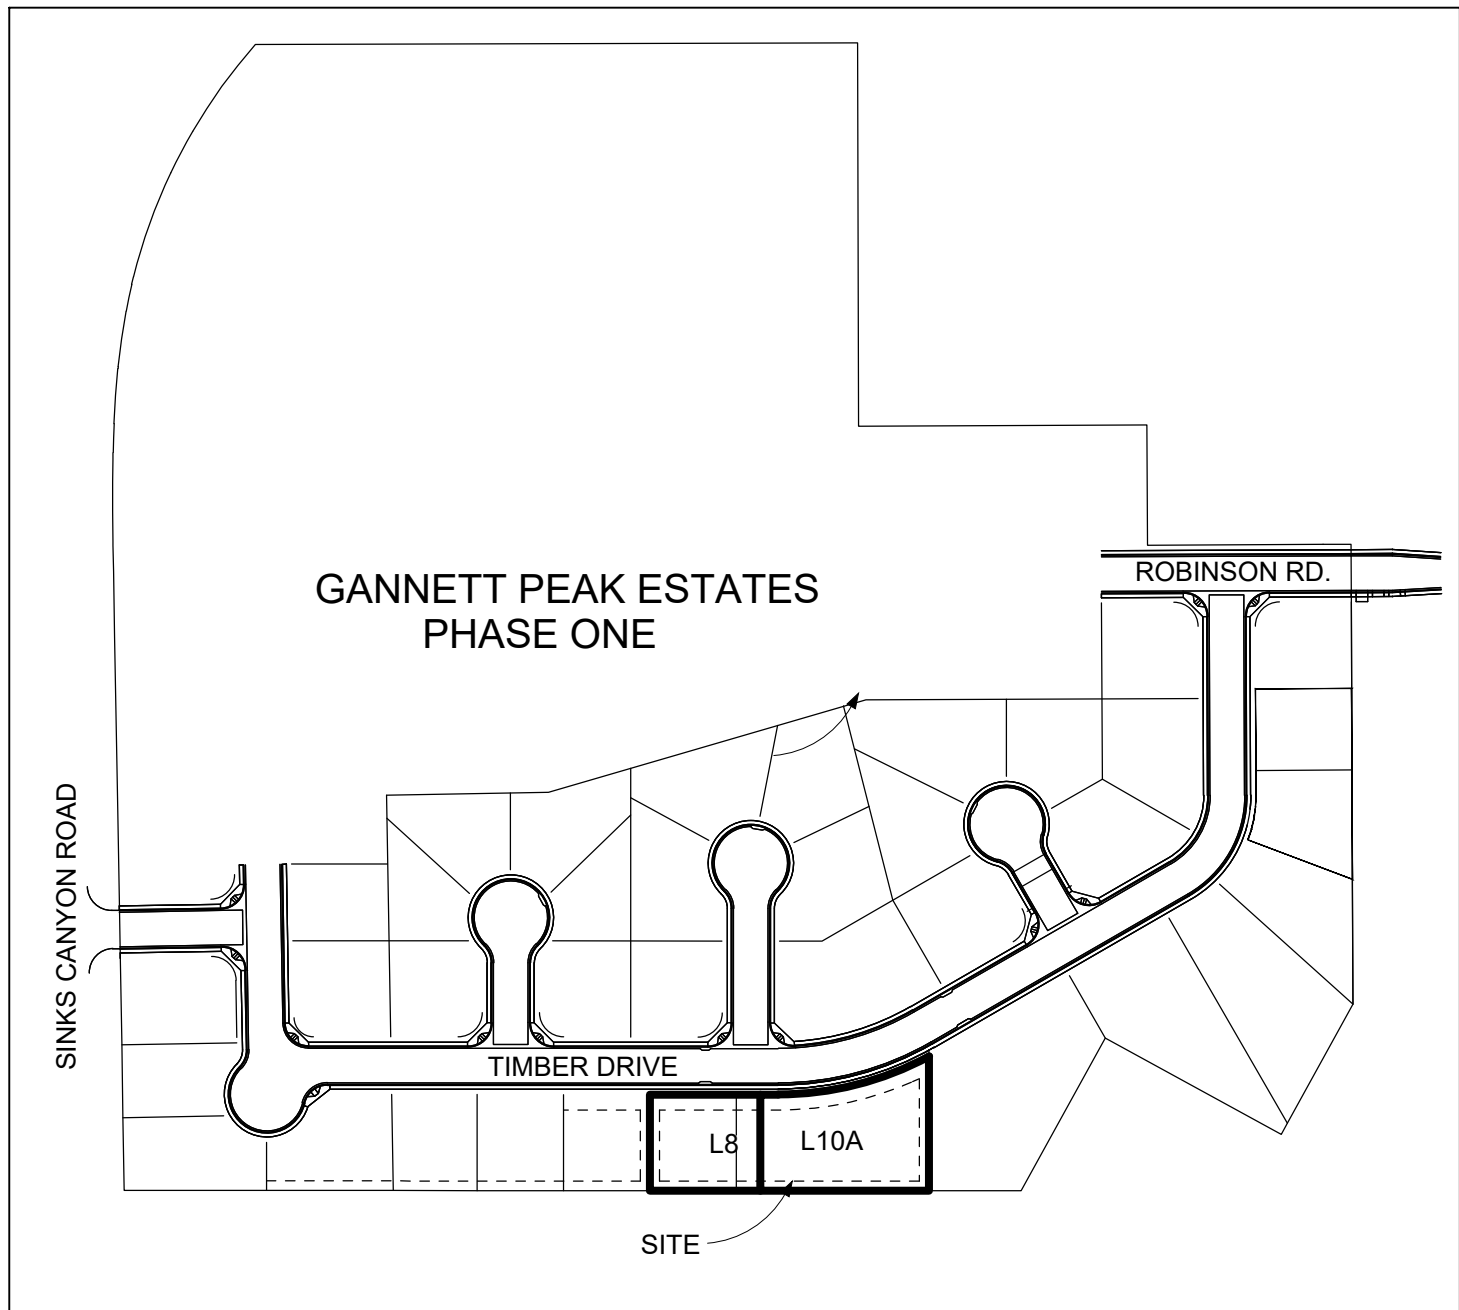 GANNETT PEAK ESTATES
PHASE ONE
ROBINSON RD.
SINKS CANYON ROAD
TIMBER DRIVE
L8
L10A
SITE